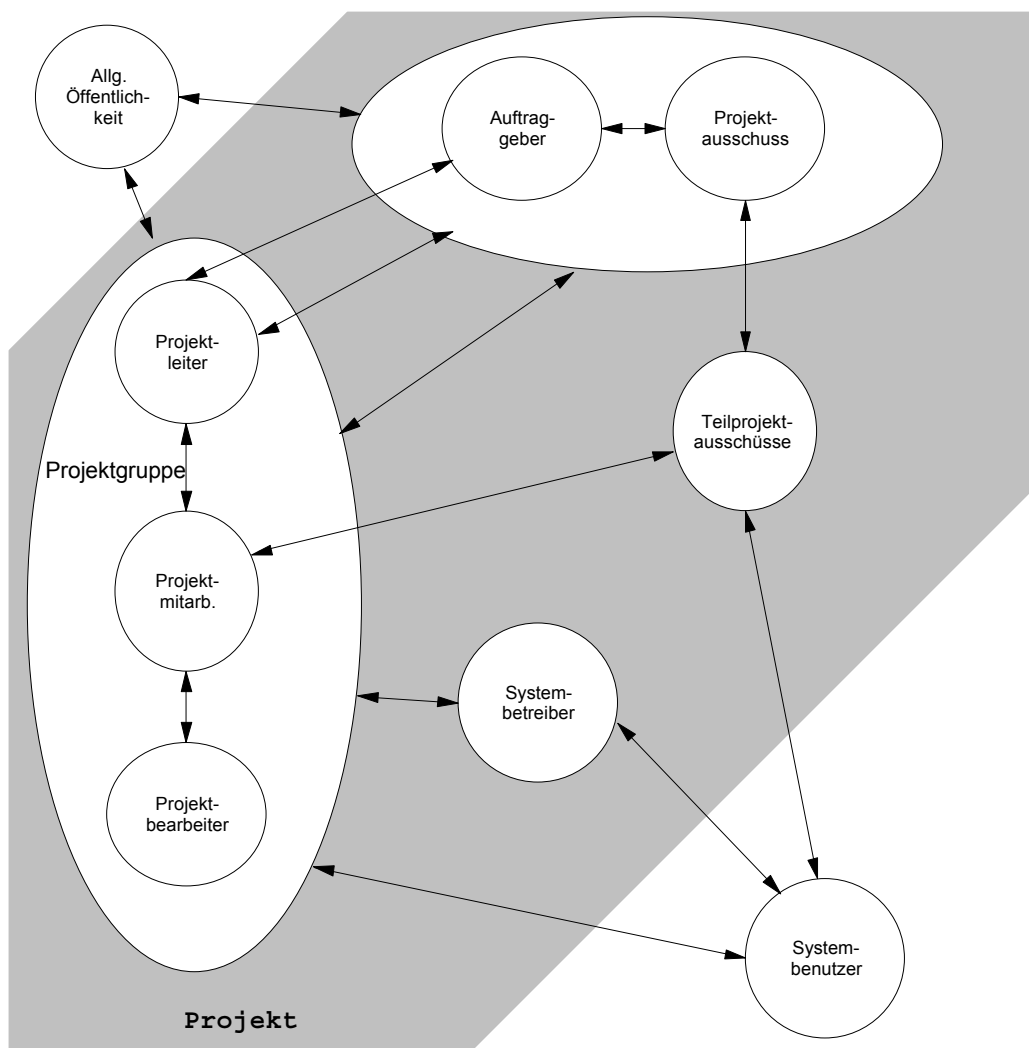 Allg.
Öffentlich-
keit
Auftrag-
geber
Projekt-
ausschuss
Projekt-
leiter
Teilprojekt-
ausschüsse
Projektgruppe
Projekt-
mitarb.
System-
betreiber
Projekt-
bearbeiter
System-
benutzer
Projekt